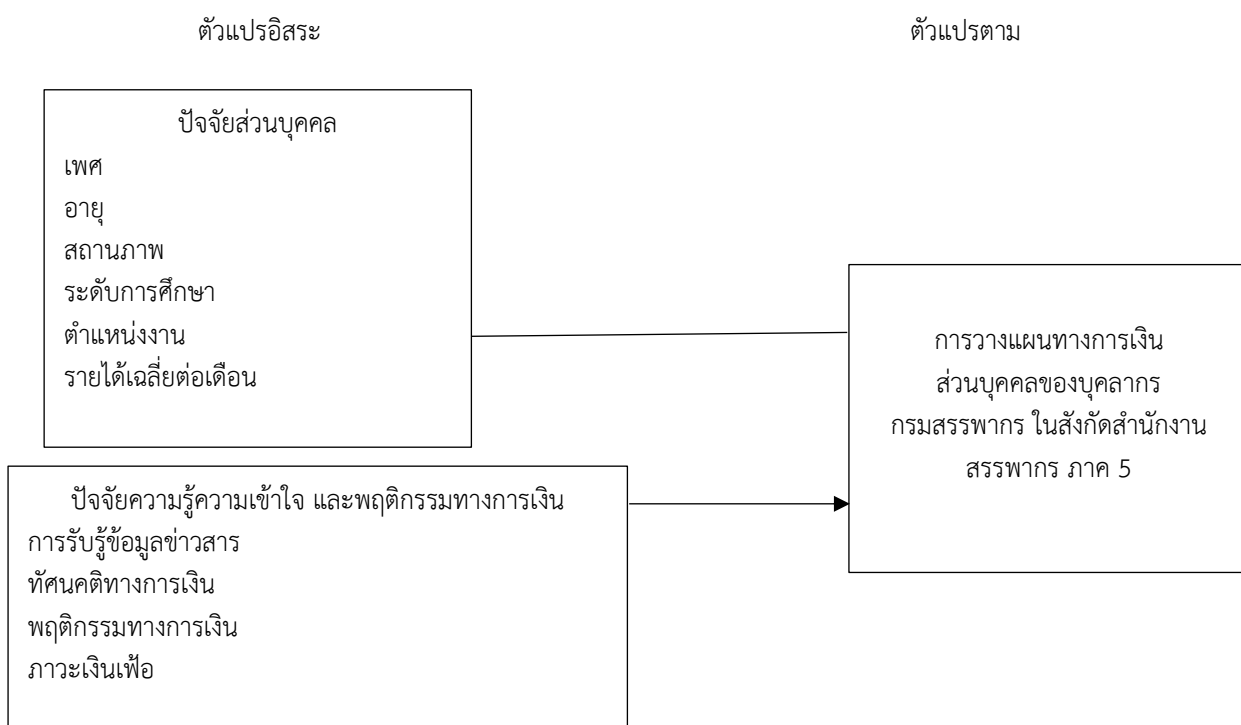 ตัวแปรอิสระ
ตัวแปรตาม
ปัจจัยส่วนบุคคล
เพศ
อายุ
สถานภาพ
ระดับการศึกษา
ตำแหน่งงาน
รายได้เฉลี่ยต่อเดือน
การวางแผนทางการเงิน
ส่วนบุคคลของบุคลากร
กรมสรรพากร ในสังกัดสำนักงาน
สรรพากร ภาค 5
ปัจจัยความรู้ความเข้าใจ และพฤติกรรมทางการเงิน
การรับรู้ข้อมูลข่าวสาร
ทัศนคติทางการเงิน
พฤติกรรมทางการเงิน
ภาวะเงินเฟ้อ